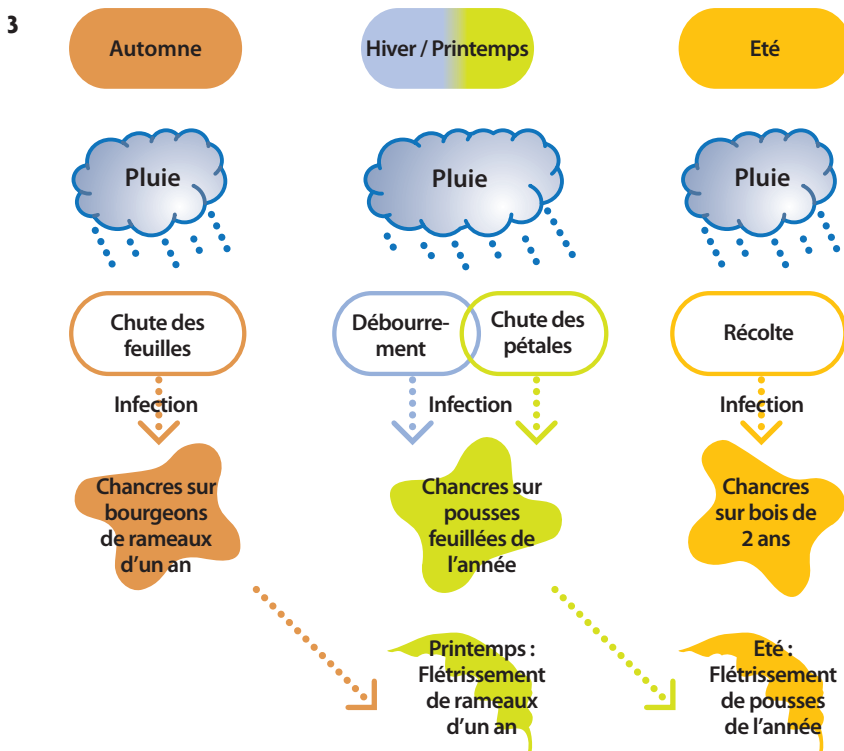 3
Automne
Hiver / Printemps
Eté
Pluie
Pluie
Pluie
Chute des
feuilles
Débourre-
ment
Chute des
pétales
Récolte
Infection
Infection
Infection
Chancres sur
bourgeons
de rameaux
d'un an
Chancres sur
pousses
feuillées de
l'année
Chancres
sur bois de
2 ans
Printemps :
Flétrissement
de rameaux
d'un an
Eté :
Flétrissement
de pousses
de l'année